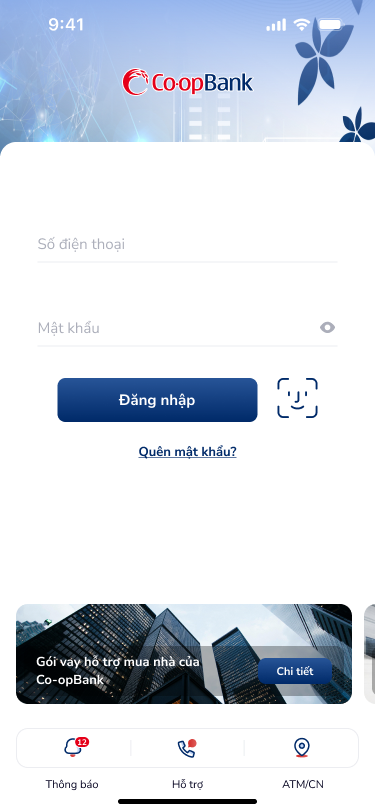 9:41
Co-opBank
Số điện thoại
Mật khẩu
Đăng nhập
Quên mật khẩu?
Gói vay hỗ trợ mua nhà của
Co-opBank
Chi tiết
12
Thông báo
Hỗ trợ
ATM/CN